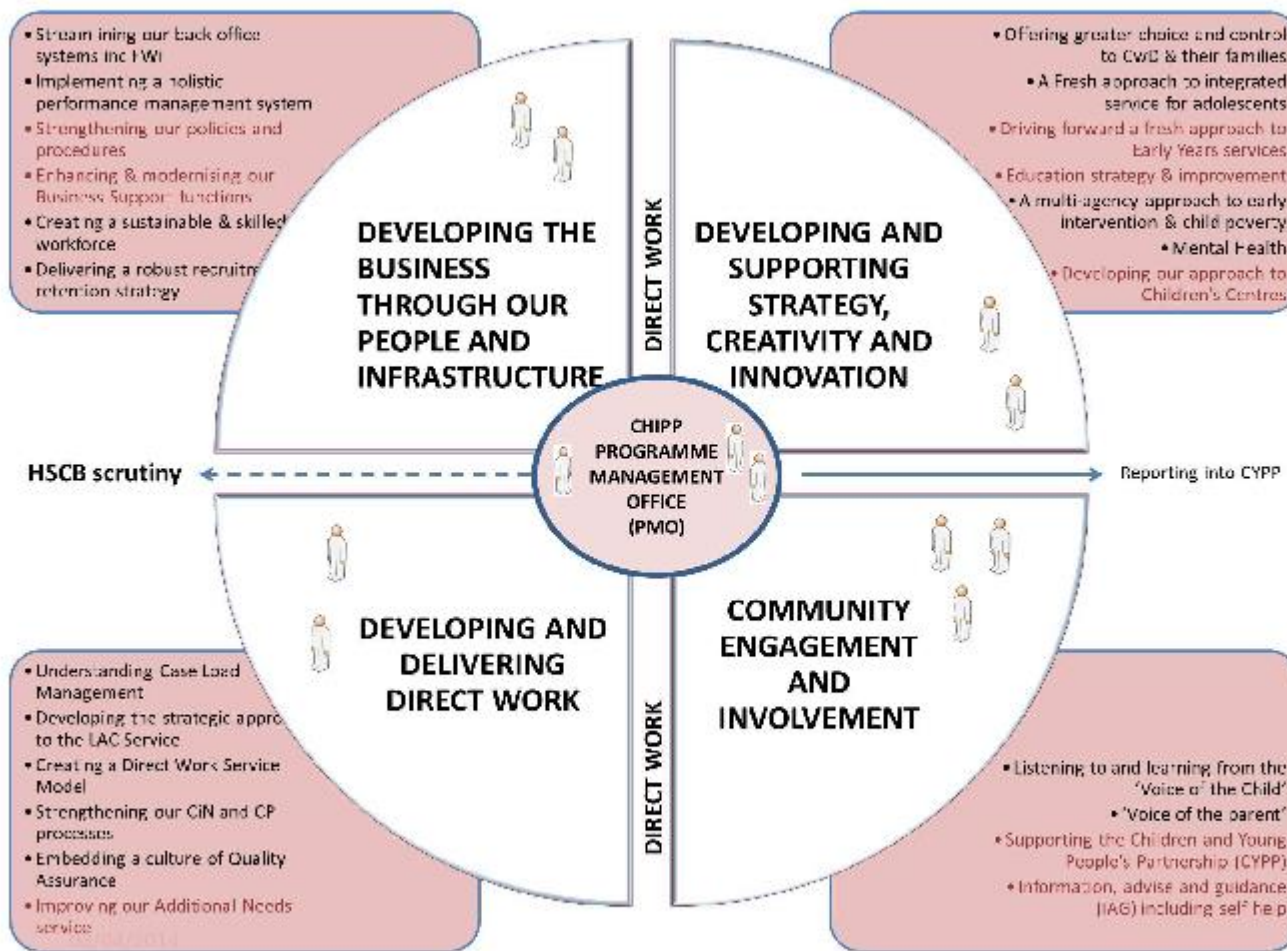 • Streamlining our back office
systems inc FWi
• Implementing a holistic
performance management system
• Strengthening our policies and
procedures
• Enhancing & modernising our
Business Support functions
• Creating a sustainable & skilled
workforce
• Delivering a robust
retention strategy
• Offering greater choice and control
to CwD & their families
• A Fresh approach to integrated
service for adolescents
• Driving forward a fresh approach to
Early Years services
• Education strategy & improvement
• A multi-agency approach to early
intervention & child poverty
• Mental Health
• Developing our approach to
Children's Centres
DEVELOPING THE
BUSINESS
THROUGH OUR
PEOPLE AND
INFRASTRUCTURE
DIRECT WORK
DEVELOPING AND
SUPPORTING
STRATEGY,
CREATIVITY AND
INNOVATION
HSCB scrutiny
CHIPP
PROGRAMME
MANAGEMENT
OFFICE
(PMO)
Reporting into CYPP
DEVELOPING AND
DELIVERING
DIRECT WORK
DIRECT WORK
COMMUNITY
ENGAGEMENT
AND
INVOLVEMENT
• Understanding Case Load
Management
• Developing the strategic
to the LAC Service
• Creating a Direct Work Service
Model
• Strengthening our CiN and CP
processes
• Embedding a culture of Quality
Assurance
• Improving our Additional Needs
service
• Listening to and learning from the
'Voice of the Child'
• 'Voice of the parent'
• Supporting the Children and Young
People's Partnership (CYPP)
• Information, advise and guidance
(IAG) including self help